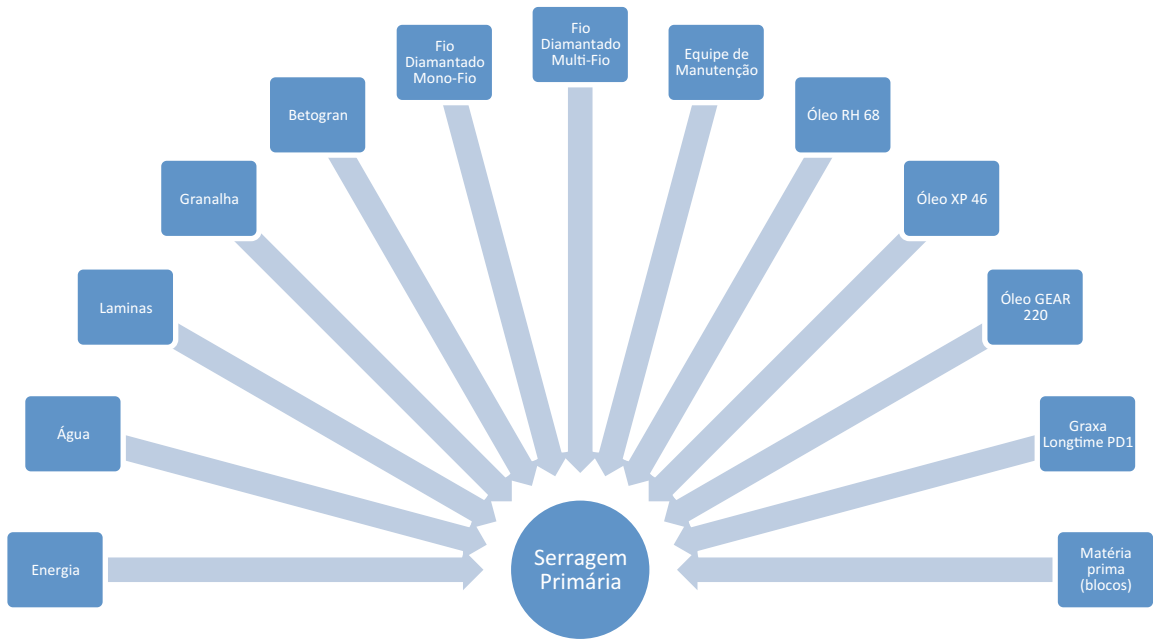 Fio
Diamantado
Multi-Fio
Fio
Diamantado
Mono-Fio
Equipe de
Manutenção
Betogran
Óleo RH 68
Granalha
Óleo XP 46
Laminas
Óleo GEAR
220
Água
Graxa
Longtime PD1
Energia
Serragem
Primária
Matéria
prima
(blocos)